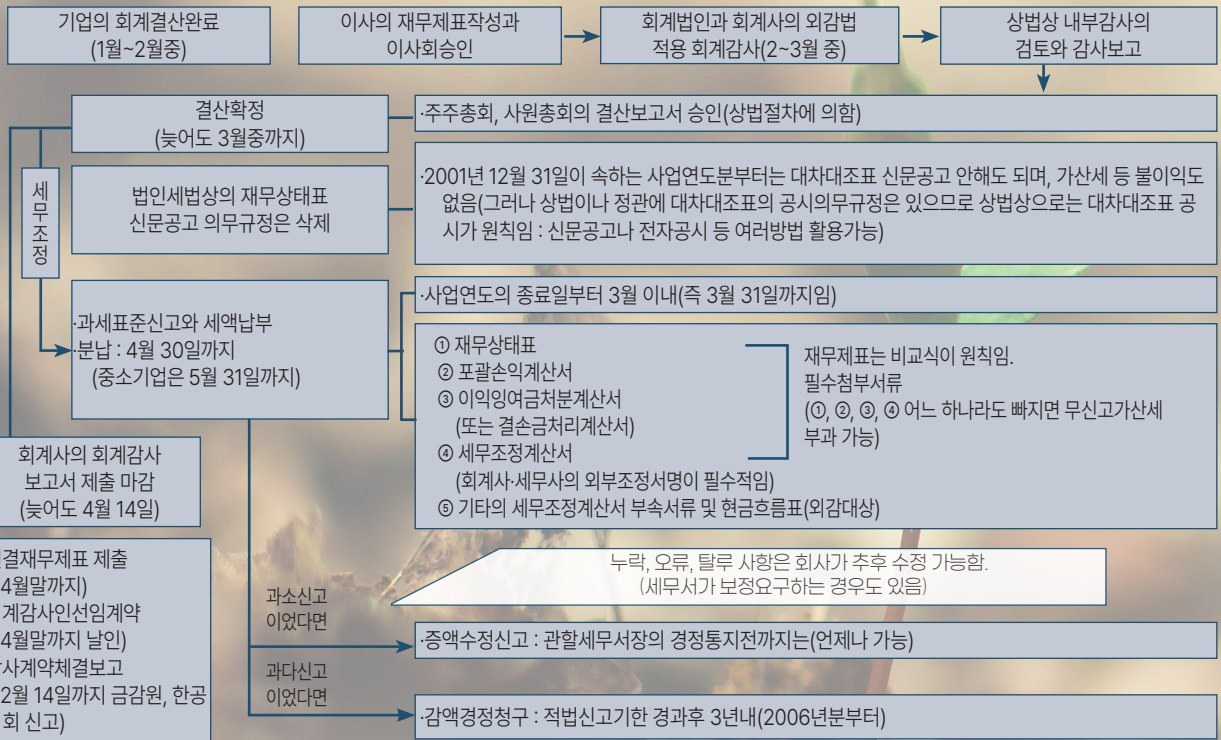 기업의 회계결산완료
(1월~2월중)
이사의 재무제표작성과
이사회승인
회계법인과 회계사의 외감법
적용 회계감사(2~3월 중)
상법상 내부감사의
검토와 감사보고
결산확정
(늦어도 3월중까지)
·주주총회, 사원총회의 결산보고서 승인(상법절차에 의함)
세무조정
법인세법상의 재무상태표
신문공고 의무규정은 삭제
·2001년 12월 31일이 속하는 사업연도분부터는 대차대조표 신문공고 안해도 되며, 가산세 등 불이익도
없음(그러나 상법이나 정관에 대차대조표의 공시의무규정은 있으므로 상법상으로는 대차대조표 공
시가 원칙임 : 신문공고나 전자공시 등 여러방법 활용가능)
·과세표준신고와 세액납부
·분납 : 4월 30일까지
(중소기업은 5월 31일까지)
·사업연도의 종료일부터 3월 이내(즉 3월 31일까지임)
① 재무상태표
② 포괄손익계산서
③ 이익잉여금처분계산서
(또는 결손금처리계산서)
④ 세무조정계산서
(회계사·세무사의 외부조정서명이 필수적임)
⑤ 기타의 세무조정계산서 부속서류 및 현금흐름표(외감대상)
재무제표는 비교식이 원칙임.
필수첨부서류
(①, ②, ③, ④ 어느 하나라도 빠지면 무신고가산세
부과 가능)
회계사의 회계감사
보고서 제출 마감
(늦어도 4월 14일)
결재무제표 제출
4월말까지)
계감사인선임계약
4월말까지 날인)
사계약체결보고
2월 14일까지 금감원, 한공
회 신고)
누락, 오류, 탈루 사항은 회사가 추후 수정 가능함.
(세무서가 보정요구하는 경우도 있음)
과소신고
이었다면
·증액수정신고 : 관할세무서장의 경정통지전까지는(언제나 가능)
과다신고
이었다면
·감액경정청구 : 적법신고기한 경과후 3년내(2006년분부터)